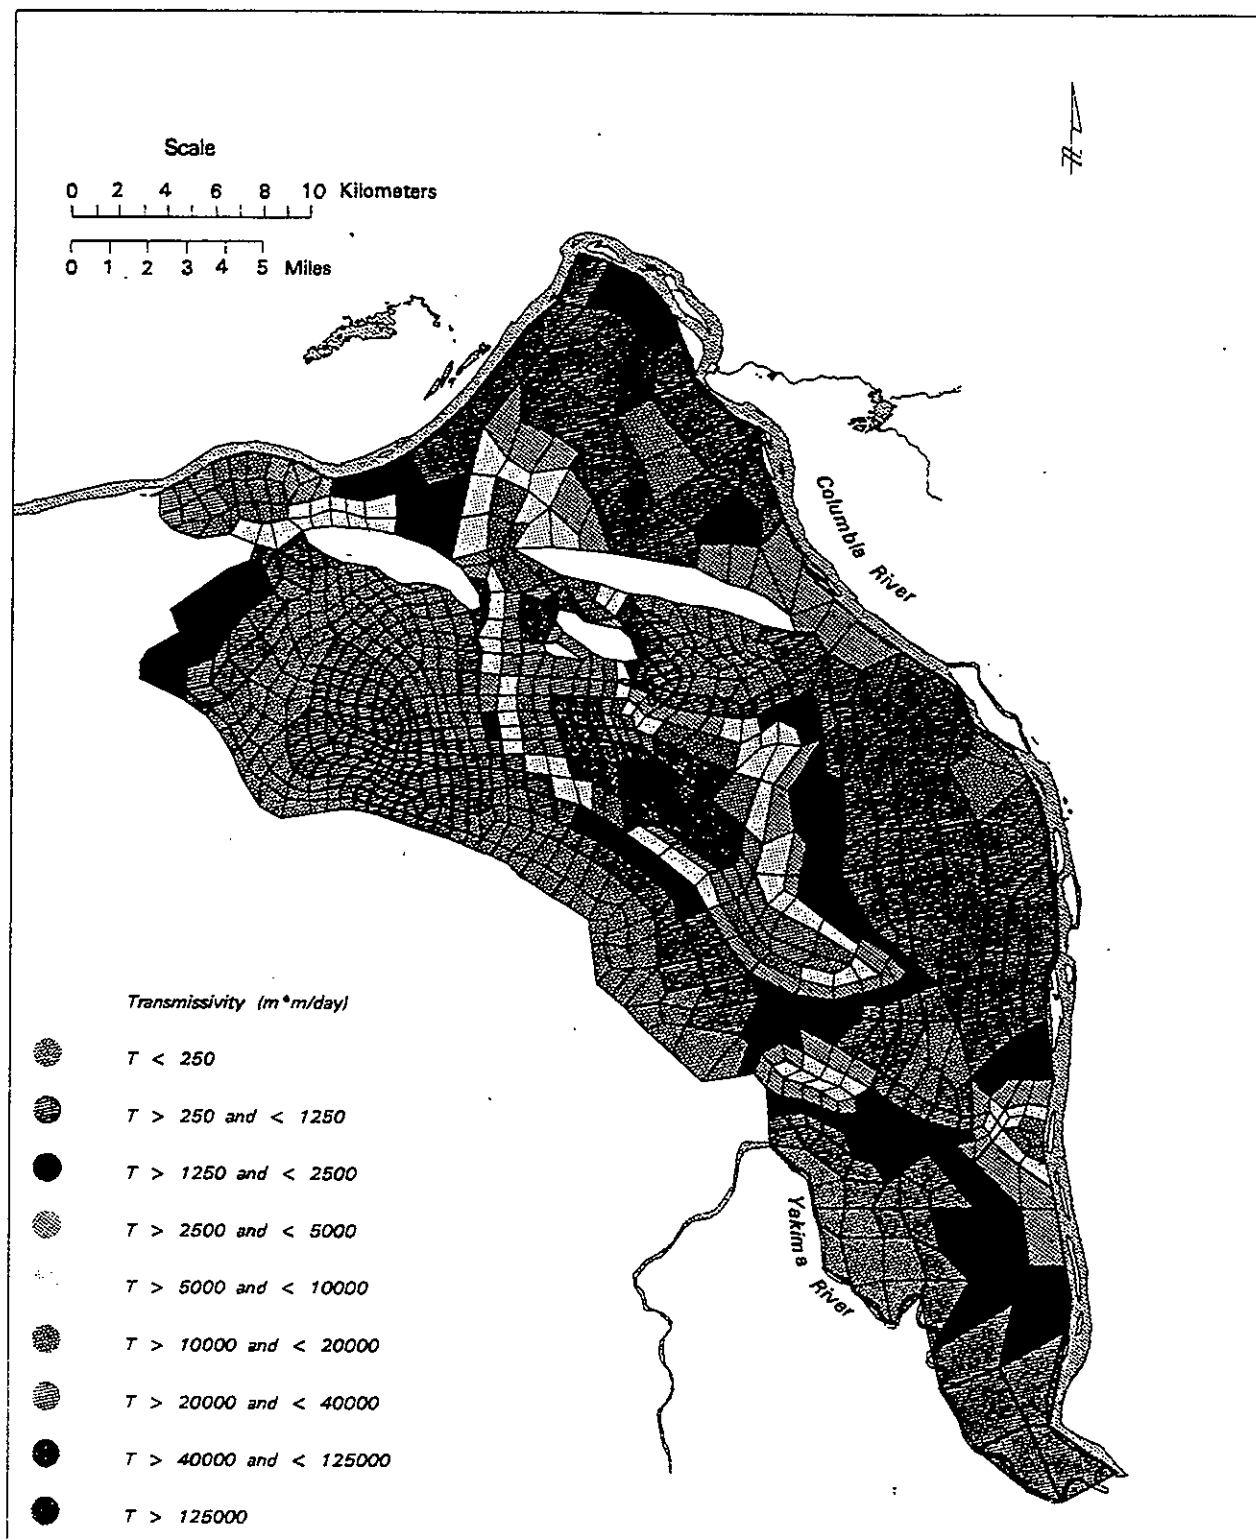 Scale
0 2 4 6 8 10 Kilometers
0 1 2 3 4 5 Miles
N
Columbia River
Yakima River
Transmissivity (m*m/day)
T < 250
T > 250 and < 1250
T > 1250 and < 2500
T > 2500 and < 5000
T > 5000 and < 10000
T > 10000 and < 20000
T > 20000 and < 40000
T > 40000 and < 125000
T > 125000